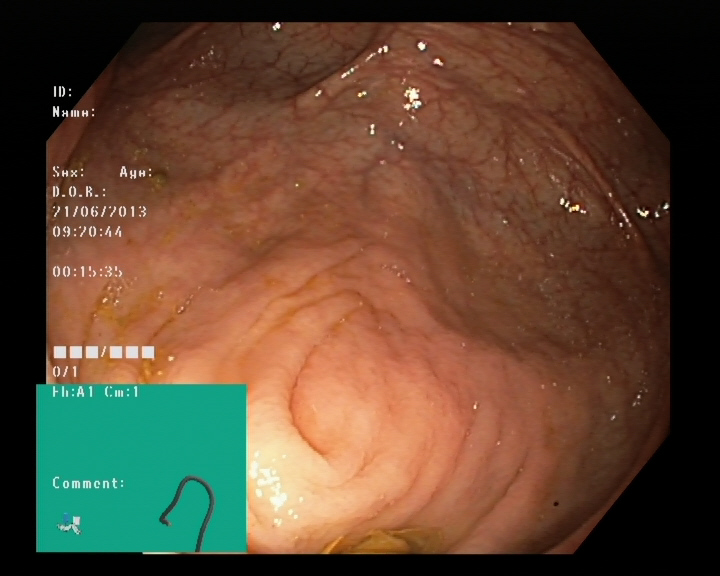 ID:
Name:
Sex: Age:
D.O.B.:
21/06/2013
09:20:44
00:15:35
■■■/■■■
0/1
Eh:A1 Cm:1
Comment: